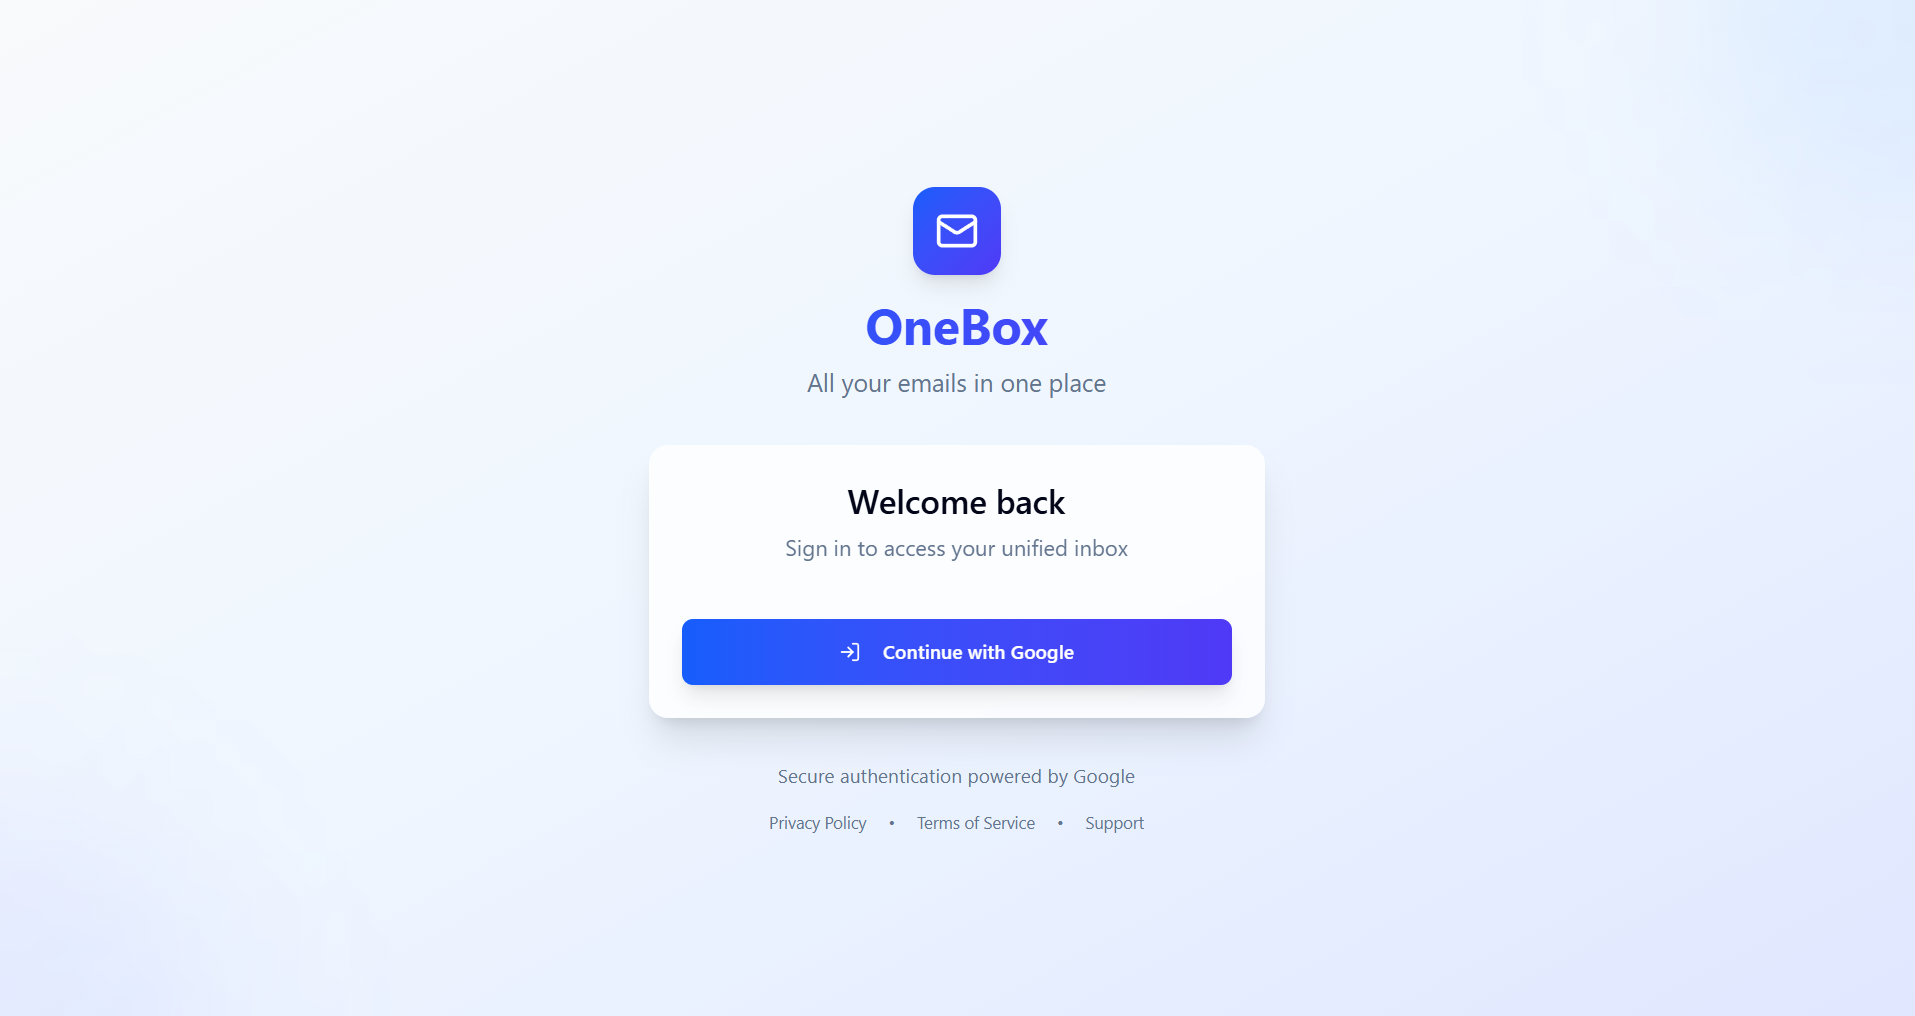 OneBox
All your emails in one place
Welcome back
Sign in to access your unified inbox
Continue with Google
Secure authentication powered by Google
Privacy Policy • Terms of Service • Support